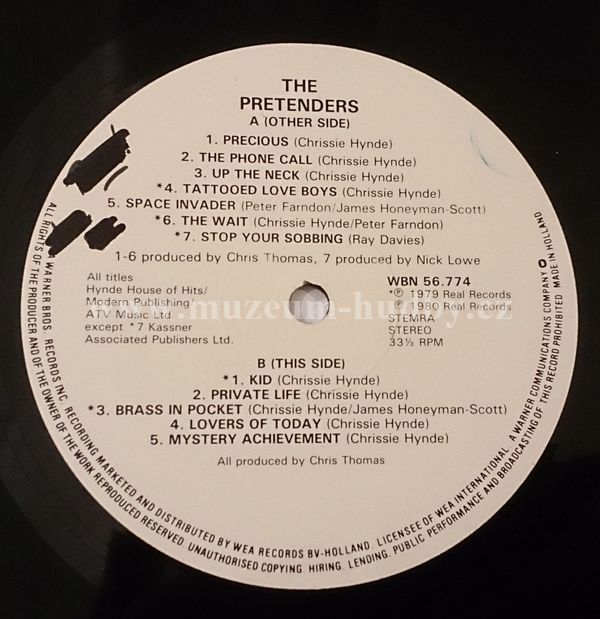 THE
PRETENDERS
A (OTHER SIDE)
1. PRECIOUS (Chrissie Hynde)
2. THE PHONE CALL (Chrissie Hynde)
3. UP THE NECK (Chrissie Hynde)
*4. TATTOOED LOVE BOYS (Chrissie Hynde)
5. SPACE INVADER (Peter Farndon/James Honeyman-Scott)
*6. THE WAIT (Chrissie Hynde/Peter Farndon)
*7. STOP YOUR SOBBING (Ray Davies)
1-6 produced by Chris Thomas, 7 produced by Nick Lowe
All titles
Hynde House of Hits/
Modern Publishing/
ATV Music Ltd
except *7 Kassner
Associated Publishers Ltd.
WBN 56.774
*℗ 1979 Real Records
℗ 1980 Real Records
STEMRA
STEREO
33⅓ RPM
www.muzeum-hudby.cz
B (THIS SIDE)
*1. KID (Chrissie Hynde)
2. PRIVATE LIFE (Chrissie Hynde)
*3. BRASS IN POCKET (Chrissie Hynde/James Honeyman-Scott)
4. LOVERS OF TODAY (Chrissie Hynde)
5. MYSTERY ACHIEVEMENT (Chrissie Hynde)
All produced by Chris Thomas
WARNER BROS. RECORDS INC. RECORDING MARKETED AND DISTRIBUTED BY WEA RECORDS BV-HOLLAND. LICENSEE OF WEA INTERNATIONAL. A WARNER COMMUNICATIONS COMPANY
ALL RIGHTS OF THE PRODUCER AND OF THE OWNER OF THE WORK REPRODUCED RESERVED. UNAUTHORISED COPYING. HIRING. LENDING. PUBLIC. PERFORMANCE AND BROADCASTING OF THIS RECORD PROHIBITED. MADE IN HOLLAND